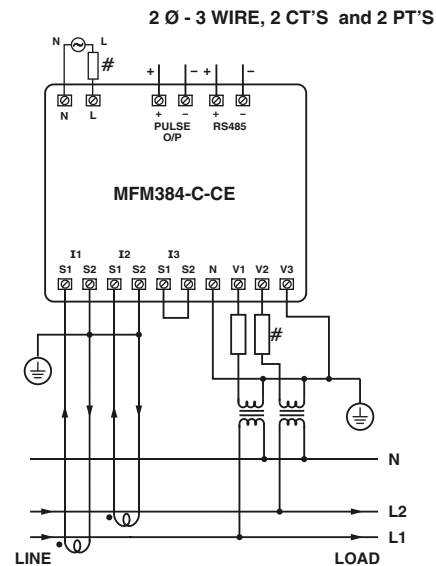 2 Ø - 3 WIRE, 2 CT'S and 2 PT'S
N L
#
+ − + −
N L + − + −
PULSE O/P RS485
MFM384-C-CE
I1 I2 I3
S1 S2 S1 S2 S1 S2 N V1 V2 V3
#
N
L2
L1
LINE LOAD